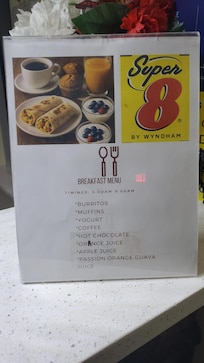 Super
8
BY WYNDHAM
BREAKFAST MENU
*BURRITOS
*MUFFINS
*YOGURT
*COFFEE
*HOT CHOCOLATE
*ORANGE JUICE
*APPLE JUICE
*PASSION ORANGE GUAVA
JUICE